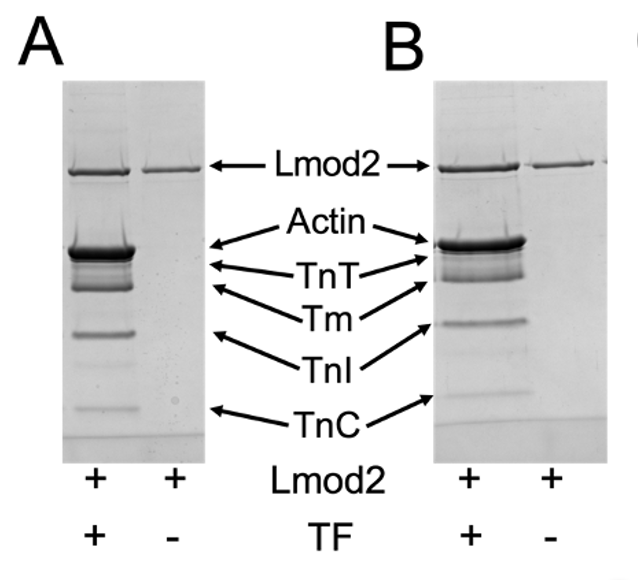 A B
Lmod2
Actin
TnT
Tm
TnI
TnC
+ + Lmod2 + +
+ - TF + -